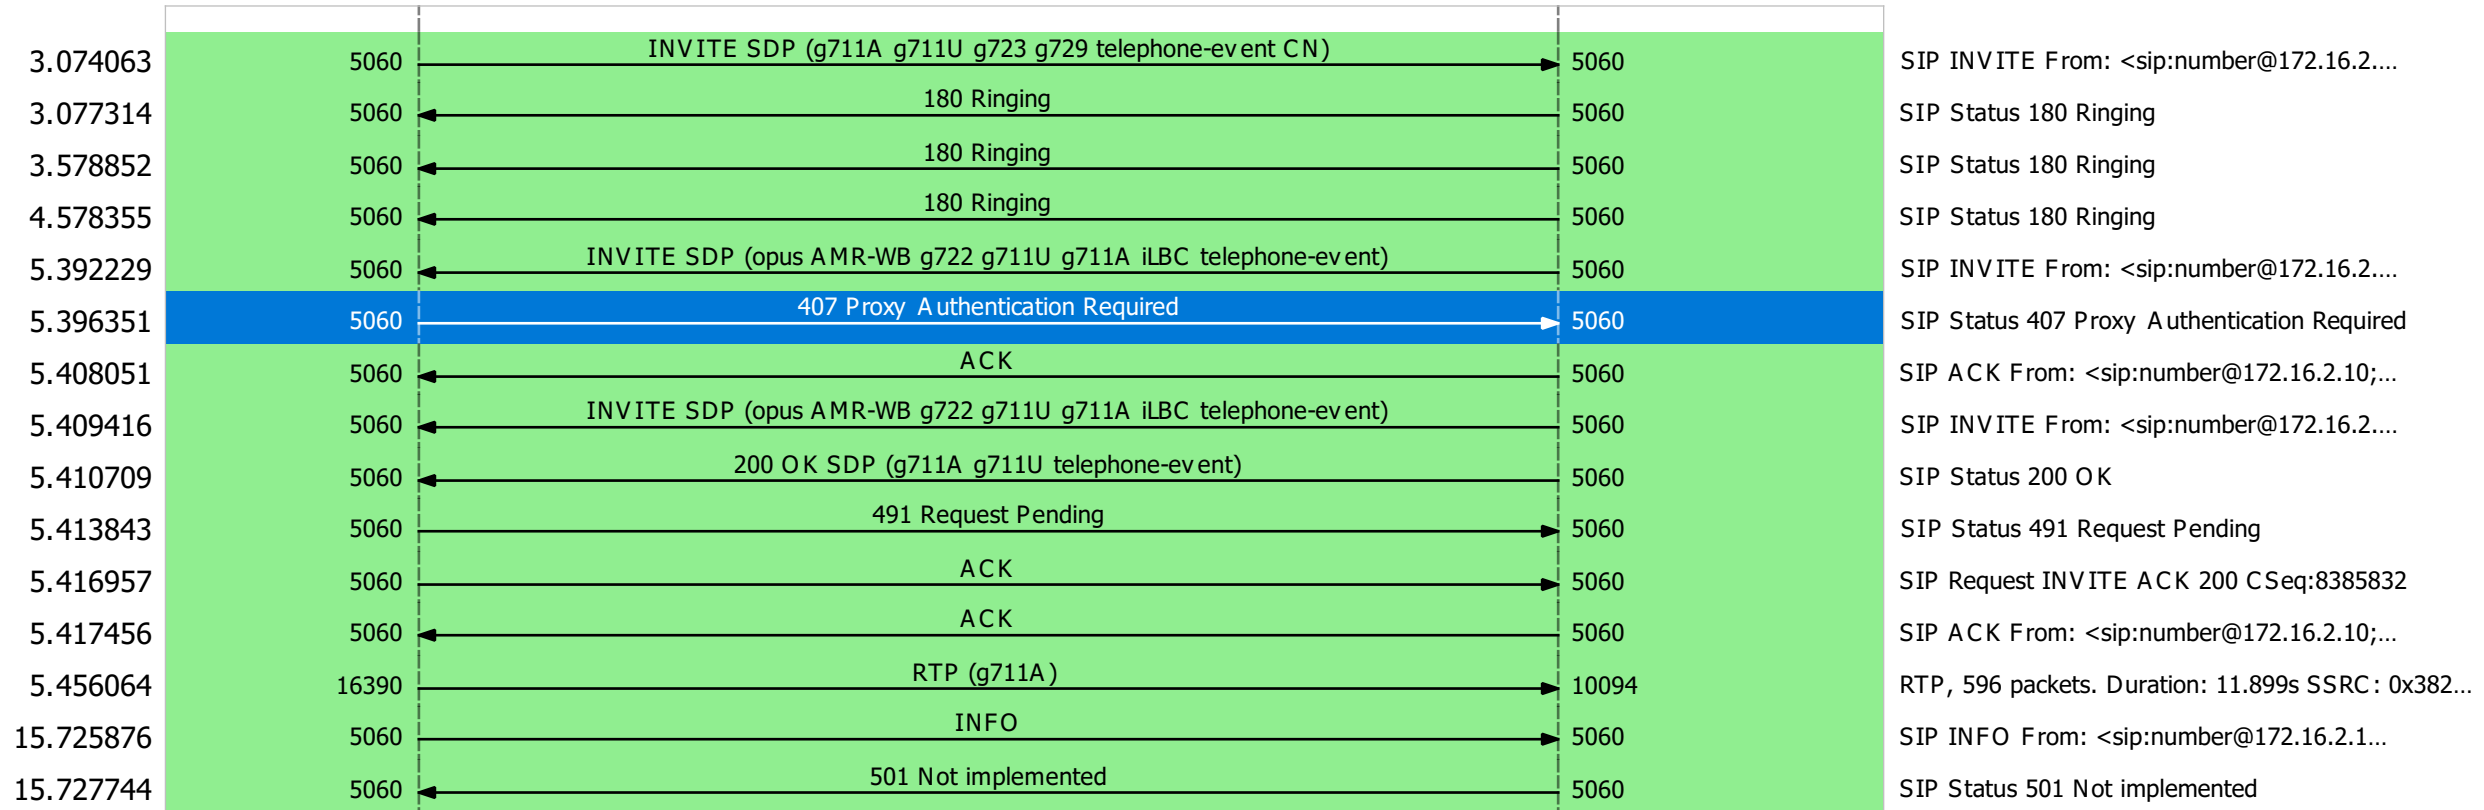 INVITE SDP (g711A g711U g723 g729 telephone-event CN)
3.074063 5060 5060 SIP INVITE From: <sip:number@172.16.2....
180 Ringing
3.077314 5060 5060 SIP Status 180 Ringing
180 Ringing
3.578852 5060 5060 SIP Status 180 Ringing
180 Ringing
4.578355 5060 5060 SIP Status 180 Ringing
INVITE SDP (opus AMR-WB g722 g711U g711A iLBC telephone-event)
5.392229 5060 5060 SIP INVITE From: <sip:number@172.16.2....
407 Proxy Authentication Required
5.396351 5060 5060 SIP Status 407 Proxy Authentication Required
ACK
5.408051 5060 5060 SIP ACK From: <sip:number@172.16.2.10;...
INVITE SDP (opus AMR-WB g722 g711U g711A iLBC telephone-event)
5.409416 5060 5060 SIP INVITE From: <sip:number@172.16.2....
200 OK SDP (g711A g711U telephone-event)
5.410709 5060 5060 SIP Status 200 OK
491 Request Pending
5.413843 5060 5060 SIP Status 491 Request Pending
ACK
5.416957 5060 5060 SIP Request INVITE ACK 200 CSeq:8385832
ACK
5.417456 5060 5060 SIP ACK From: <sip:number@172.16.2.10;...
RTP (g711A)
5.456064 16390 10094 RTP, 596 packets. Duration: 11.899s SSRC: 0x382...
INFO
15.725876 5060 5060 SIP INFO From: <sip:number@172.16.2.1...
501 Not implemented
15.727744 5060 5060 SIP Status 501 Not implemented